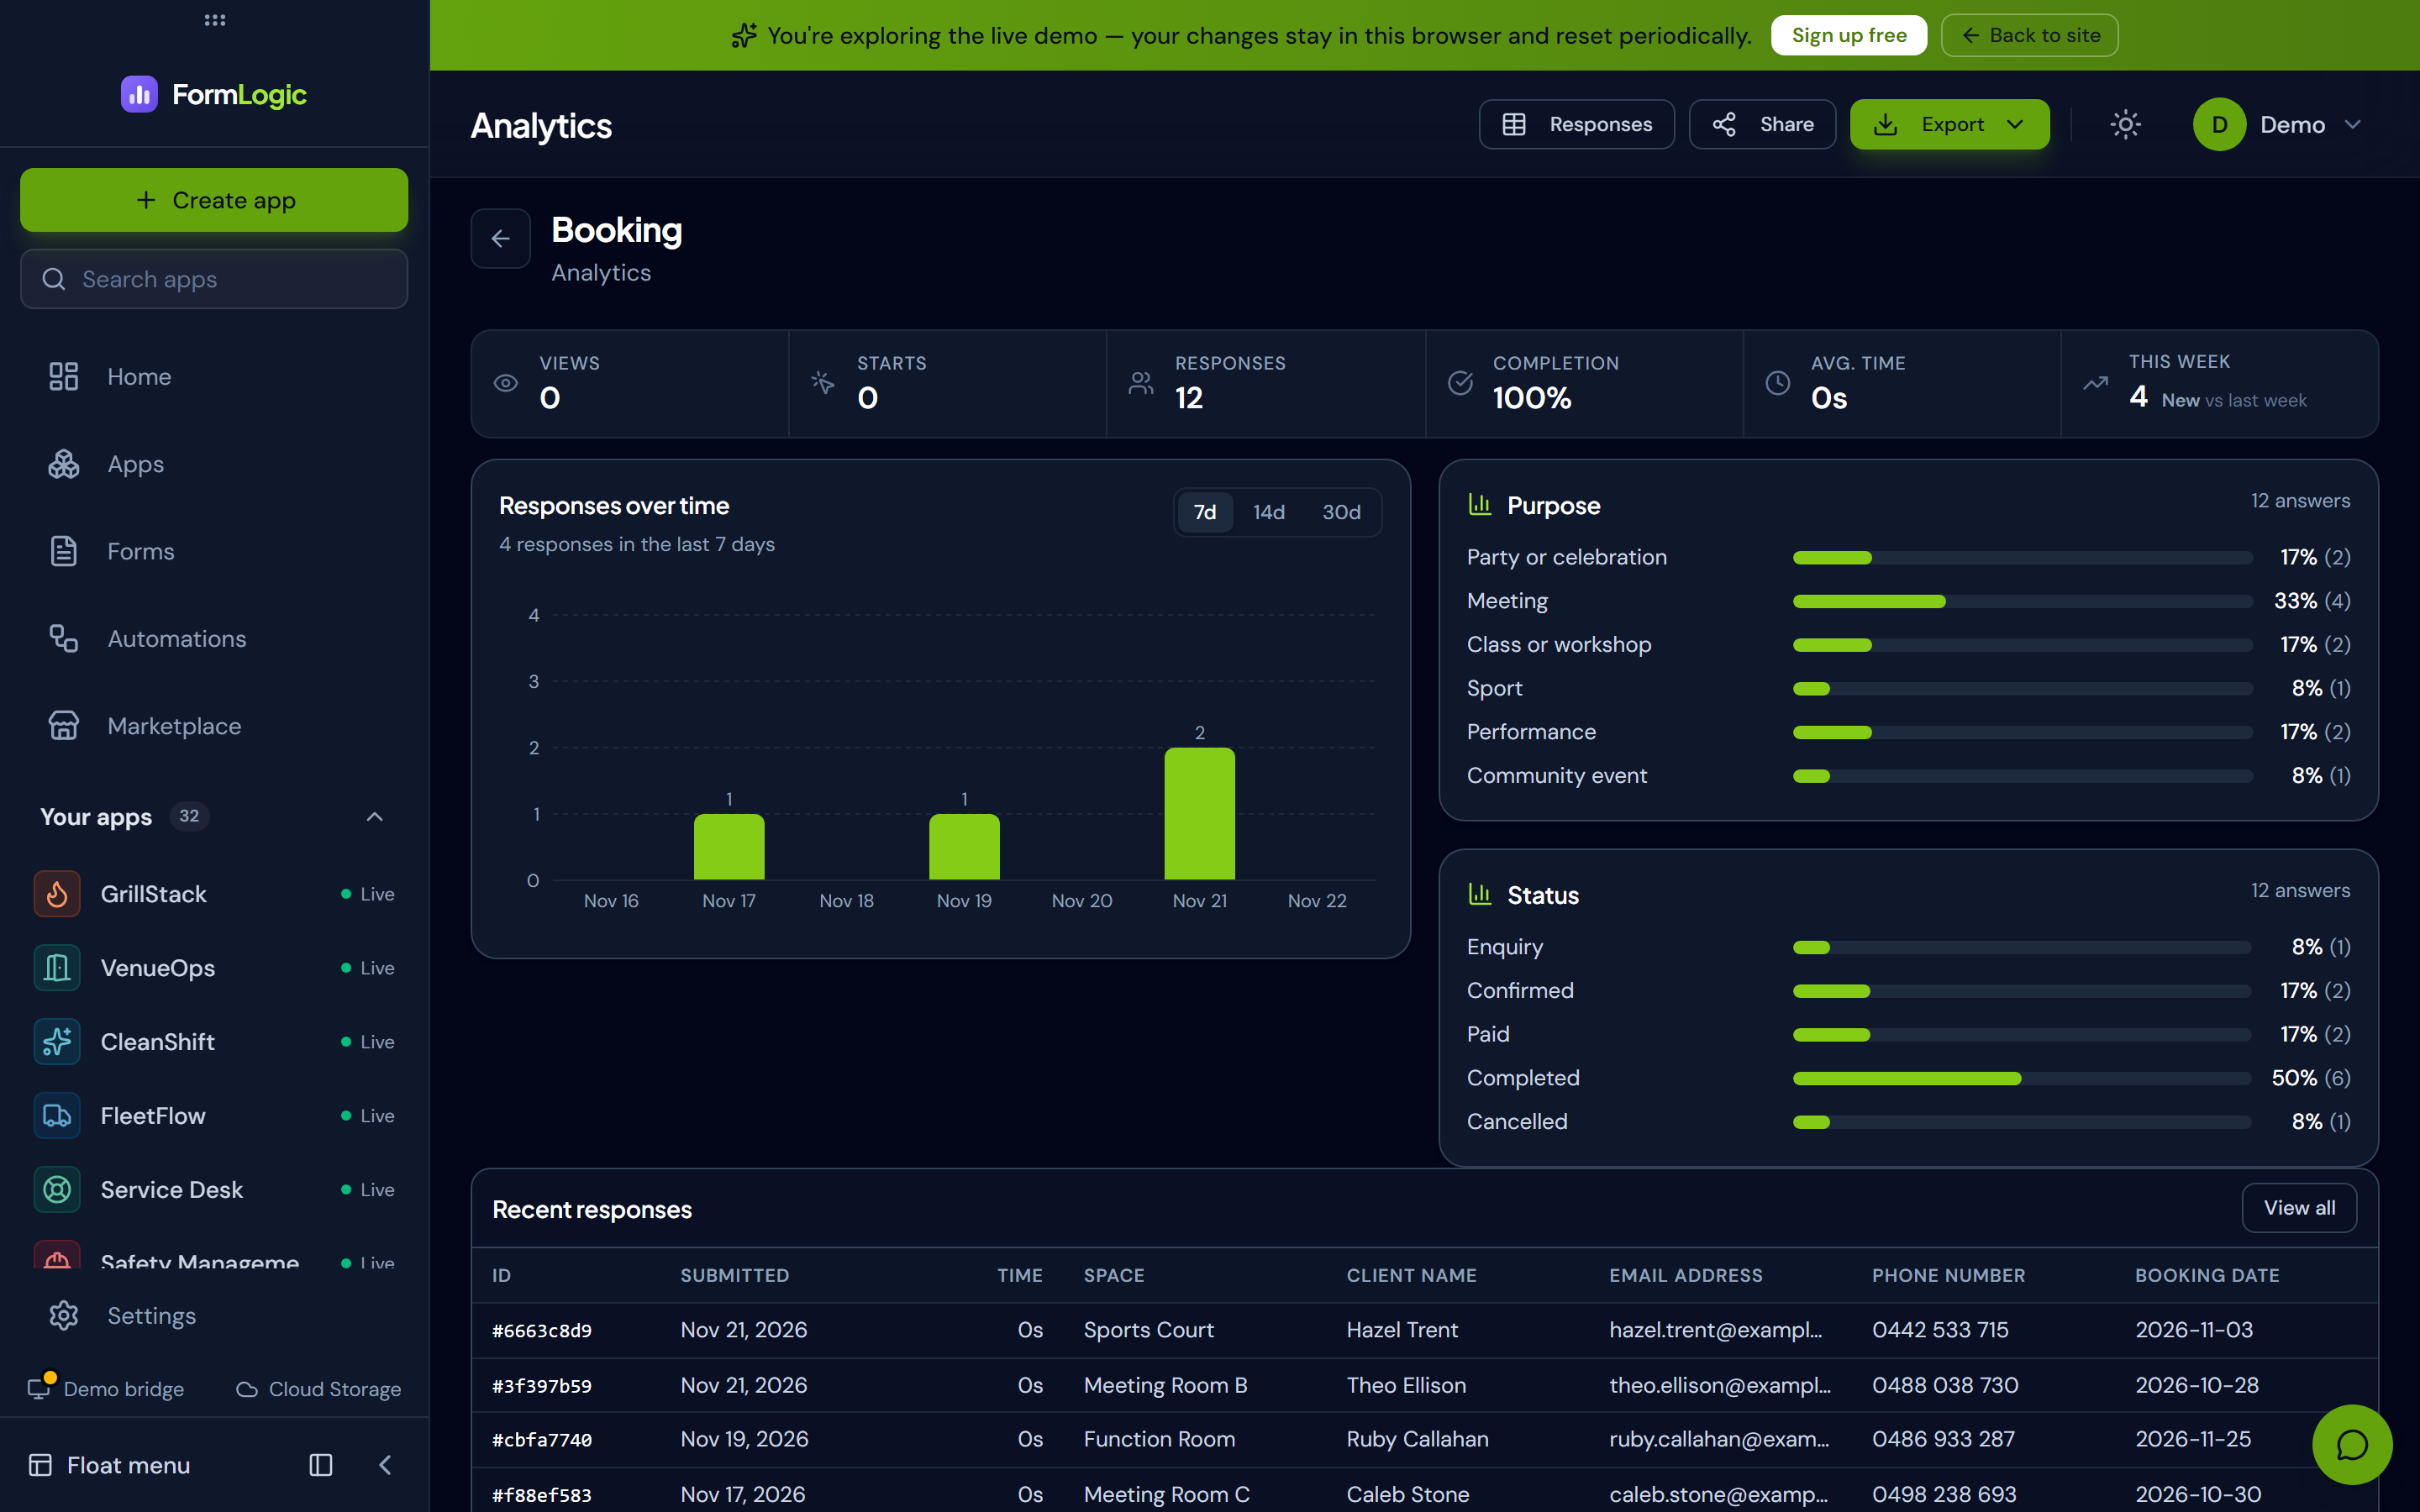 FormLogic
Create app
Search apps
Home
Apps
Forms
Automations
Marketplace
Your apps 32
GrillStack Live
VenueOps Live
CleanShift Live
FleetFlow Live
Service Desk Live
Safety Manageme Live
Settings
Demo bridge Cloud Storage
Float menu
You're exploring the live demo — your changes stay in this browser and reset periodically. Sign up free Back to site
Analytics
Responses Share Export D Demo
Booking
Analytics
VIEWS
0
STARTS
0
RESPONSES
12
COMPLETION
100%
AVG. TIME
0s
THIS WEEK
4 New vs last week
Responses over time
7d 14d 30d
4 responses in the last 7 days
4
3
2
1
0
1
1
2
Nov 16 Nov 17 Nov 18 Nov 19 Nov 20 Nov 21 Nov 22
Purpose 12 answers
Party or celebration 17% (2)
Meeting 33% (4)
Class or workshop 17% (2)
Sport 8% (1)
Performance 17% (2)
Community event 8% (1)
Status 12 answers
Enquiry 8% (1)
Confirmed 17% (2)
Paid 17% (2)
Completed 50% (6)
Cancelled 8% (1)
Recent responses View all
ID SUBMITTED TIME SPACE CLIENT NAME EMAIL ADDRESS PHONE NUMBER BOOKING DATE
#6663c8d9 Nov 21, 2026 0s Sports Court Hazel Trent hazel.trent@exampl... 0442 533 715 2026-11-03
#3f397b59 Nov 21, 2026 0s Meeting Room B Theo Ellison theo.ellison@exampl... 0488 038 730 2026-10-28
#cbfa7740 Nov 19, 2026 0s Function Room Ruby Callahan ruby.callahan@exam... 0486 933 287 2026-11-25
#f88ef583 Nov 17, 2026 0s Meeting Room C Caleb Stone caleb.stone@examp... 0498 238 693 2026-10-30